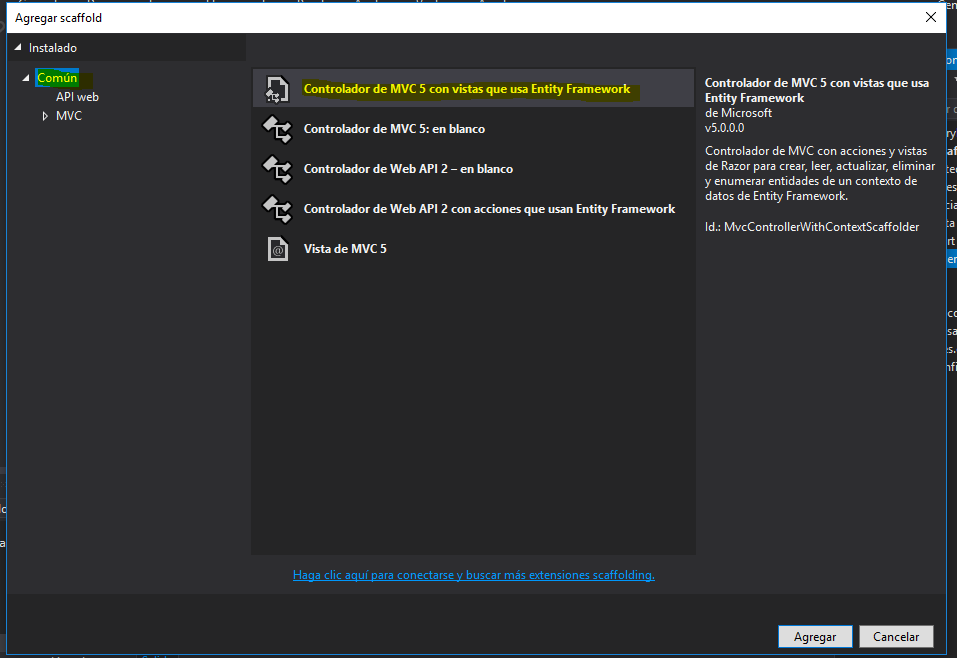 Agregar scaffold
Instalado
Común
API web
MVC
Controlador de MVC 5 con vistas que usa Entity Framework
Controlador de MVC 5: en blanco
Controlador de Web API 2 – en blanco
Controlador de Web API 2 con acciones que usan Entity Framework
Vista de MVC 5
Controlador de MVC 5 con vistas que usa
Entity Framework
de Microsoft
v5.0.0.0
Controlador de MVC con acciones y vistas
de Razor para crear, leer, actualizar, eliminar
y enumerar entidades de un contexto de
datos de Entity Framework.
Id.: MvcControllerWithContextScaffolder
Haga clic aquí para conectarse y buscar más extensiones scaffolding.
Agregar
Cancelar